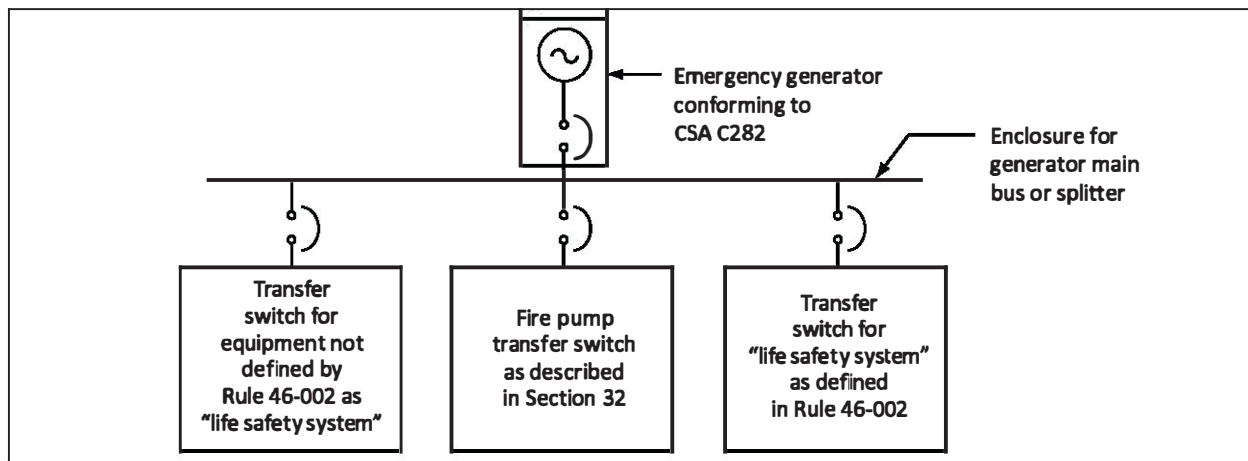 Emergency generator
conforming to
CSA C282
Enclosure for
generator main
bus or splitter
Transfer
switch for
equipment not
defined by
Rule 46-002 as
“life safety system”
Fire pump
transfer switch
as described
in Section 32
Transfer
switch for
“life safety system”
as defined
in Rule 46-002